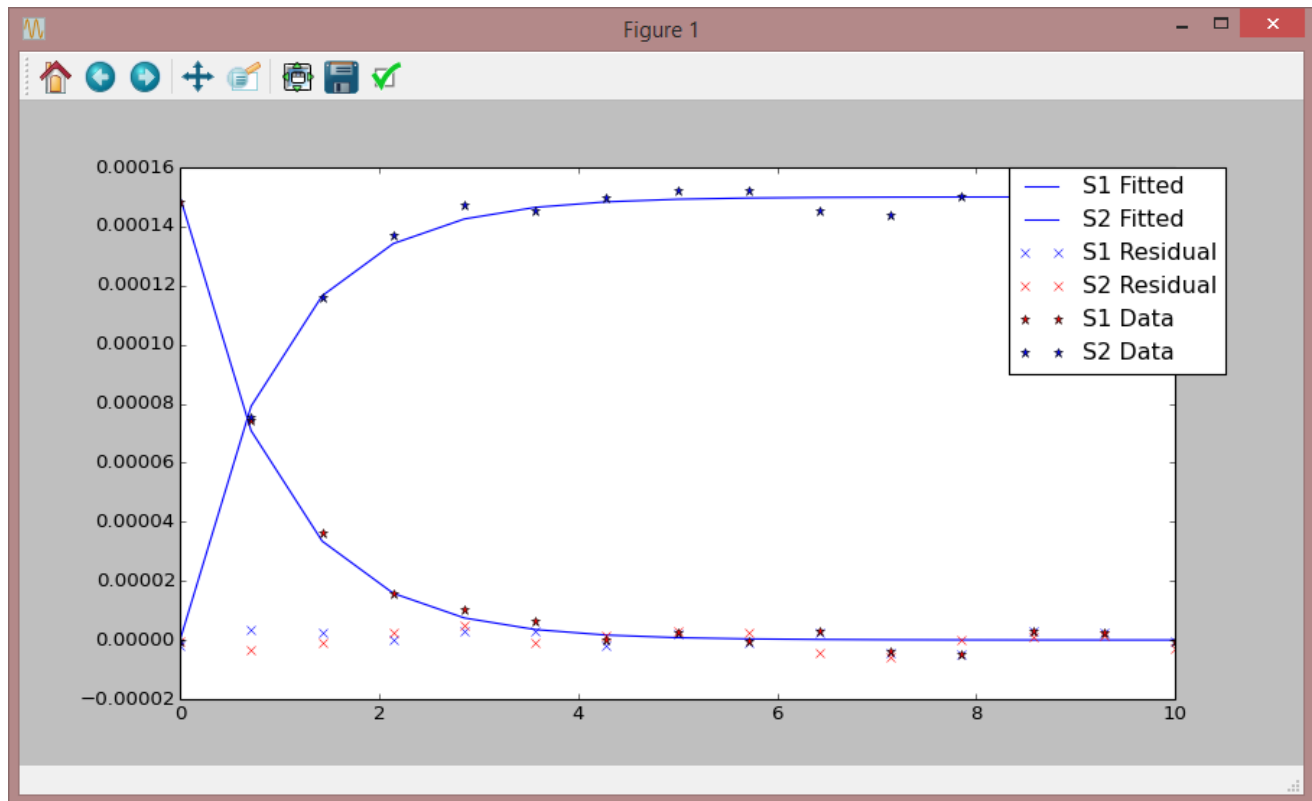 Figure 1
0.00016
0.00014
0.00012
0.00010
0.00008
0.00006
0.00004
0.00002
0.00000
−0.00002
0 2 4 6 8 10
S1 Fitted
S2 Fitted
S1 Residual
S2 Residual
S1 Data
S2 Data